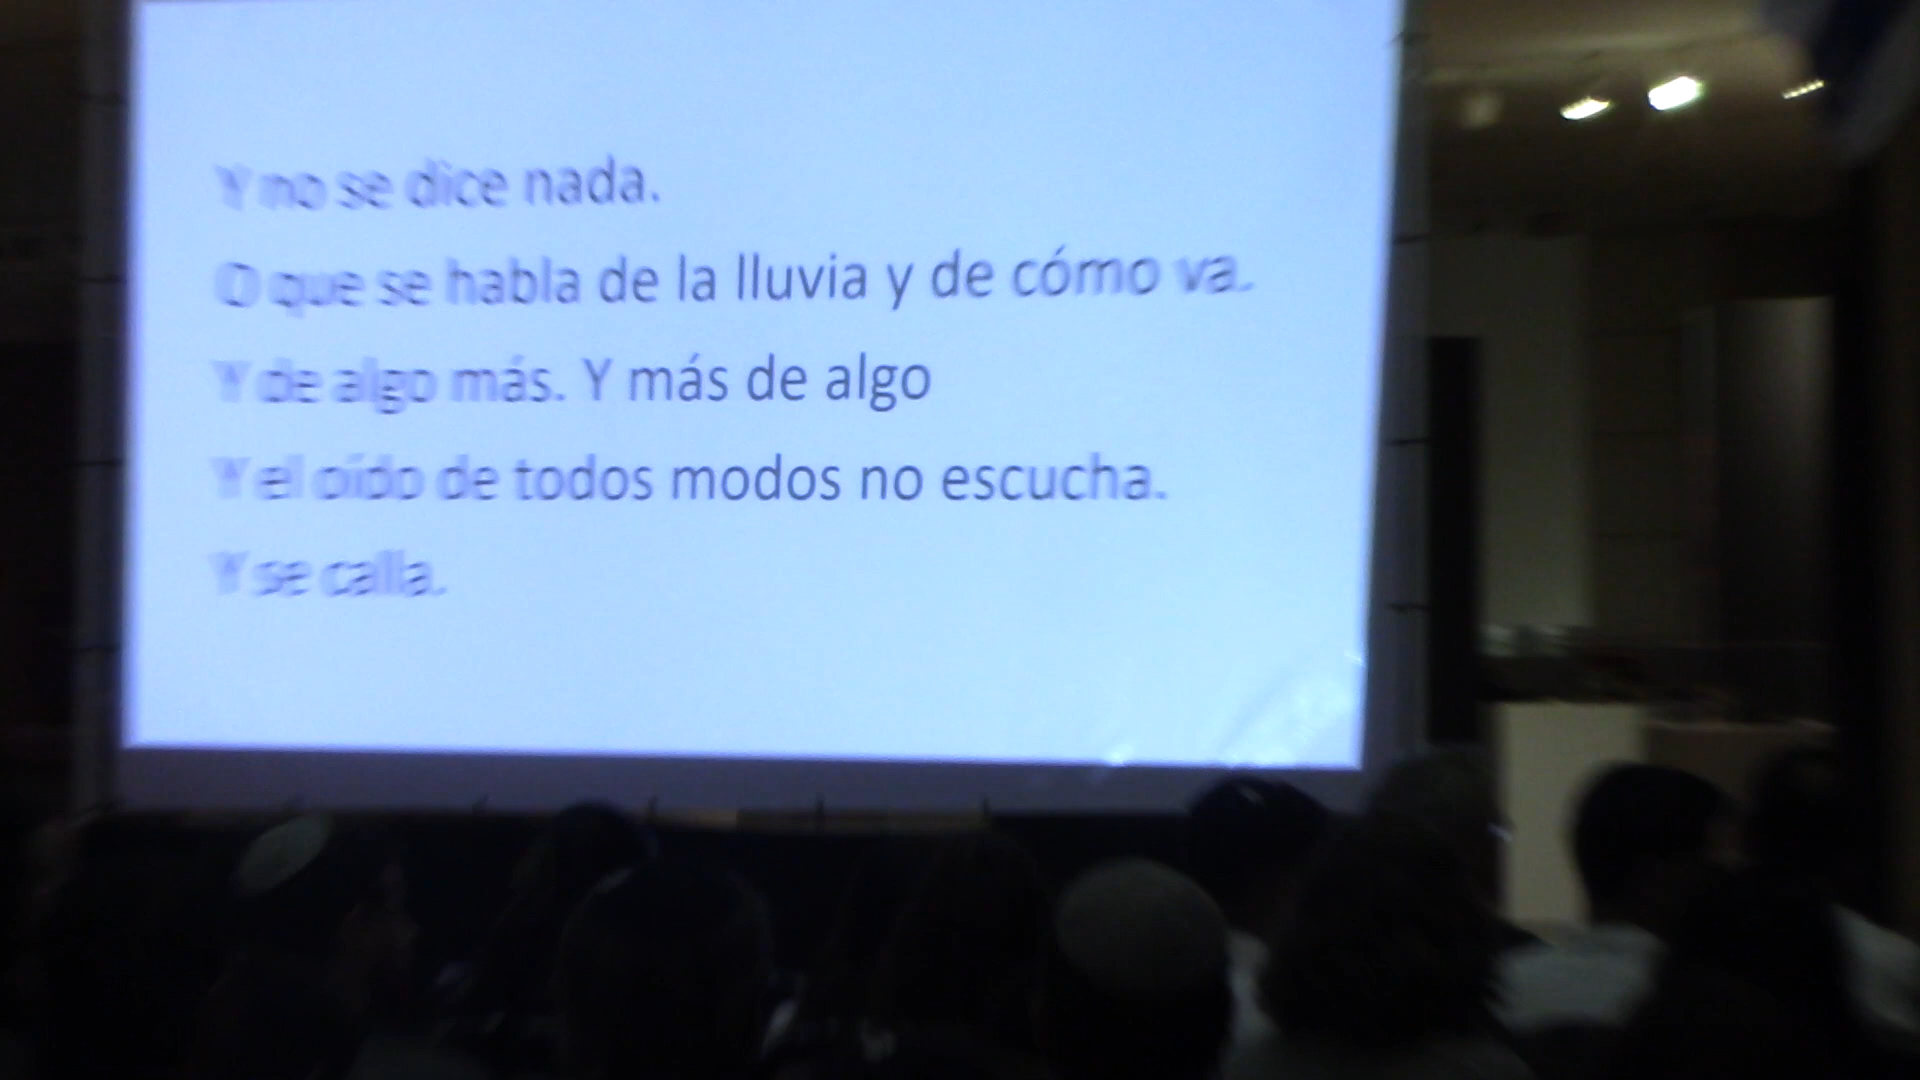 Y no se dice nada.
O que se habla de la lluvia y de cómo va.
Y de algo más. Y más de algo
Y el oído de todos modos no escucha.
Y se calla.